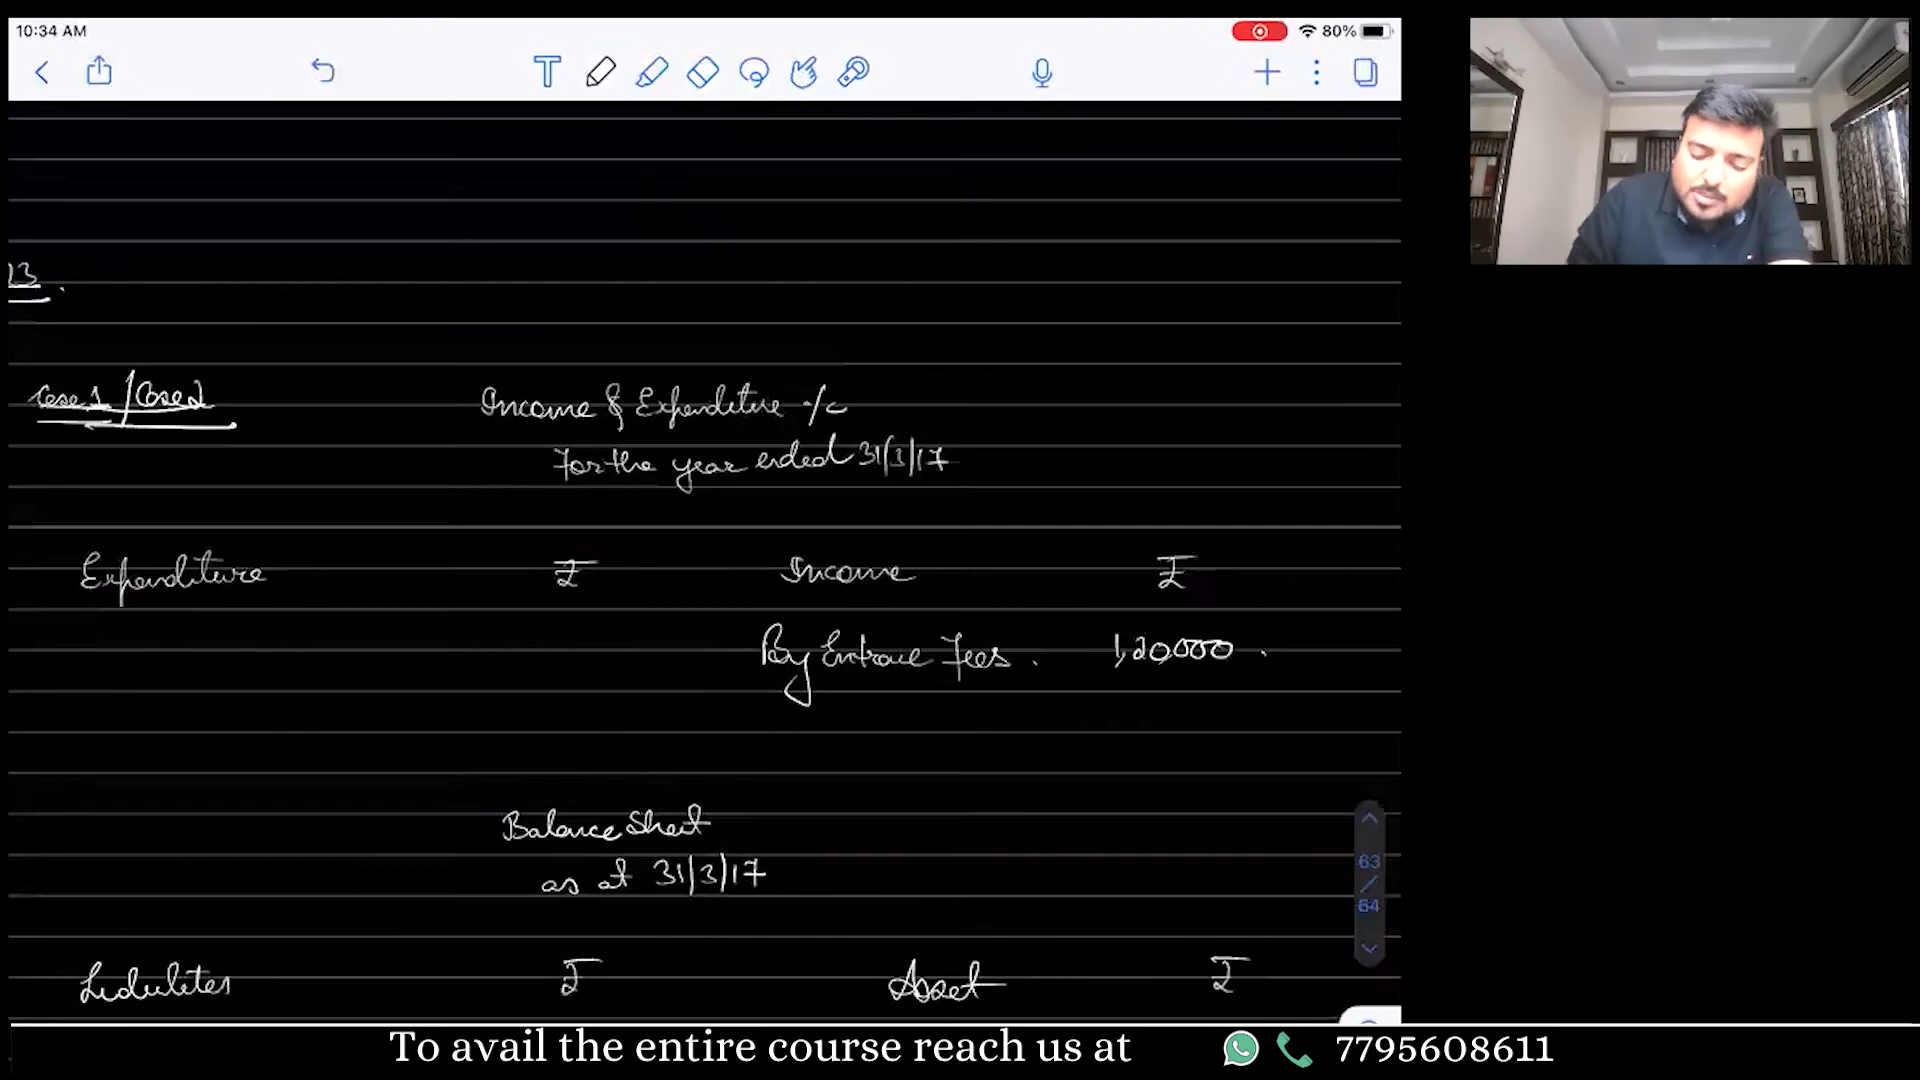 10:34 AM
80%
T
13.
Case 1 / Case 2
Income & Expenditure A/c
For the year ended 31/3/17
Expenditure ₹ Income ₹
By Entrance Fees. 1,20,000.
Balance Sheet
as at 31/3/17
63
/
64
Liabilities ₹ Asset ₹
To avail the entire course reach us at 7795608611